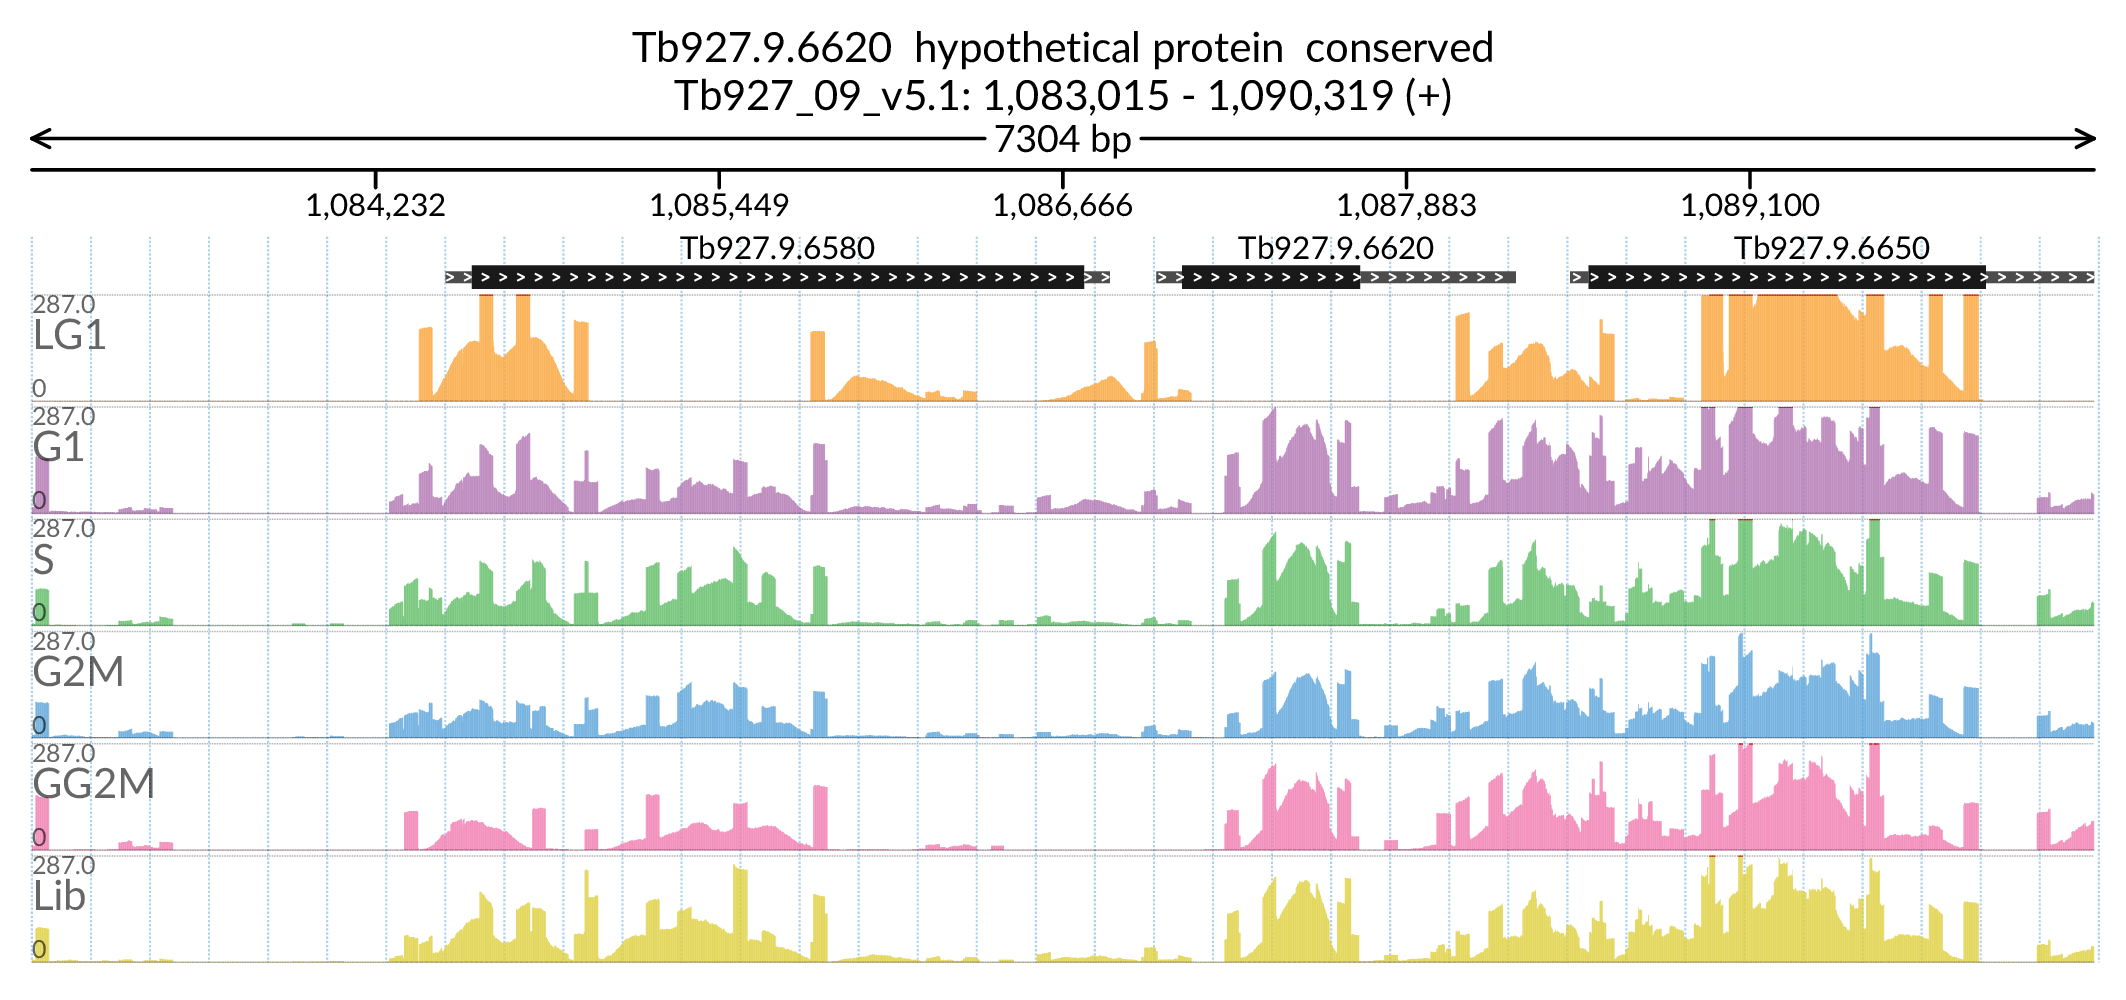 Tb927.9.6620 hypothetical protein conserved
Tb927_09_v5.1: 1,083,015 - 1,090,319 (+)
7304 bp
1,084,232 1,085,449 1,086,666 1,087,883 1,089,100
Tb927.9.6580 Tb927.9.6620 Tb927.9.6650
287.0
LG1
0
287.0
G1
0
287.0
S
0
287.0
G2M
0
287.0
GG2M
0
287.0
Lib
0